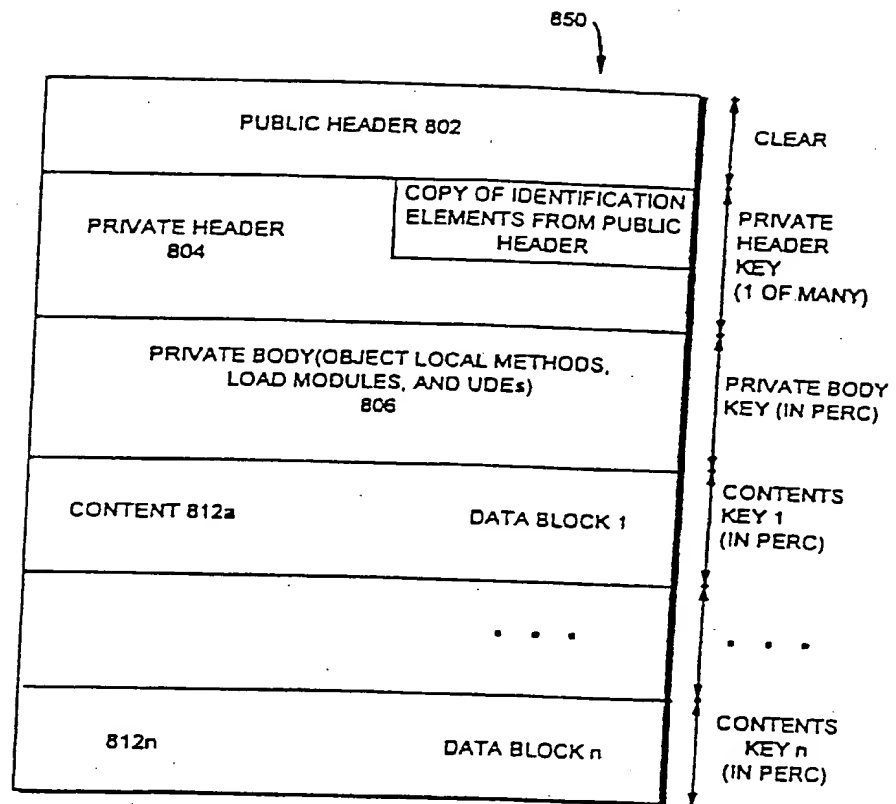 850
PUBLIC HEADER 802
CLEAR
PRIVATE HEADER
804
COPY OF IDENTIFICATION
ELEMENTS FROM PUBLIC
HEADER
PRIVATE
HEADER
KEY
(1 OF MANY)
PRIVATE BODY(OBJECT LOCAL METHODS,
LOAD MODULES, AND UDEs)
806
PRIVATE BODY
KEY (IN PERC)
CONTENT 812a
DATA BLOCK 1
CONTENTS
KEY 1
(IN PERC)
. . .
. . .
812n
DATA BLOCK n
CONTENTS
KEY n
(IN PERC)